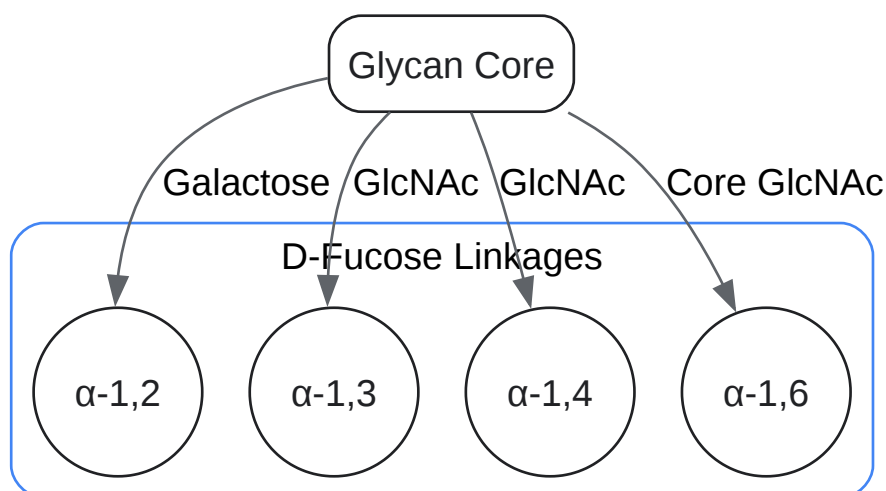 Glycan Core
Galactose GlcNAc GlcNAc Core GlcNAc
D-Fucose Linkages
α-1,2 α-1,3 α-1,4 α-1,6